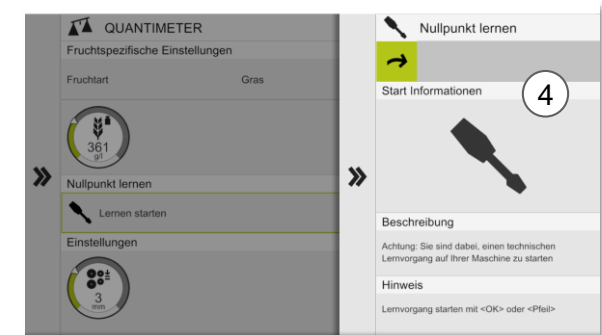 QUANTIMETER
Fruchtspezifische Einstellungen
Fruchtart Gras
361
g/l
Nullpunkt lernen
Lernen starten
Einstellungen
3
mm
Nullpunkt lernen
Start Informationen
4
Beschreibung
Achtung: Sie sind dabei, einen technischen
Lernvorgang auf Ihrer Maschine zu starten
Hinweis
Lernvorgang starten mit <OK> oder <Pfeil>